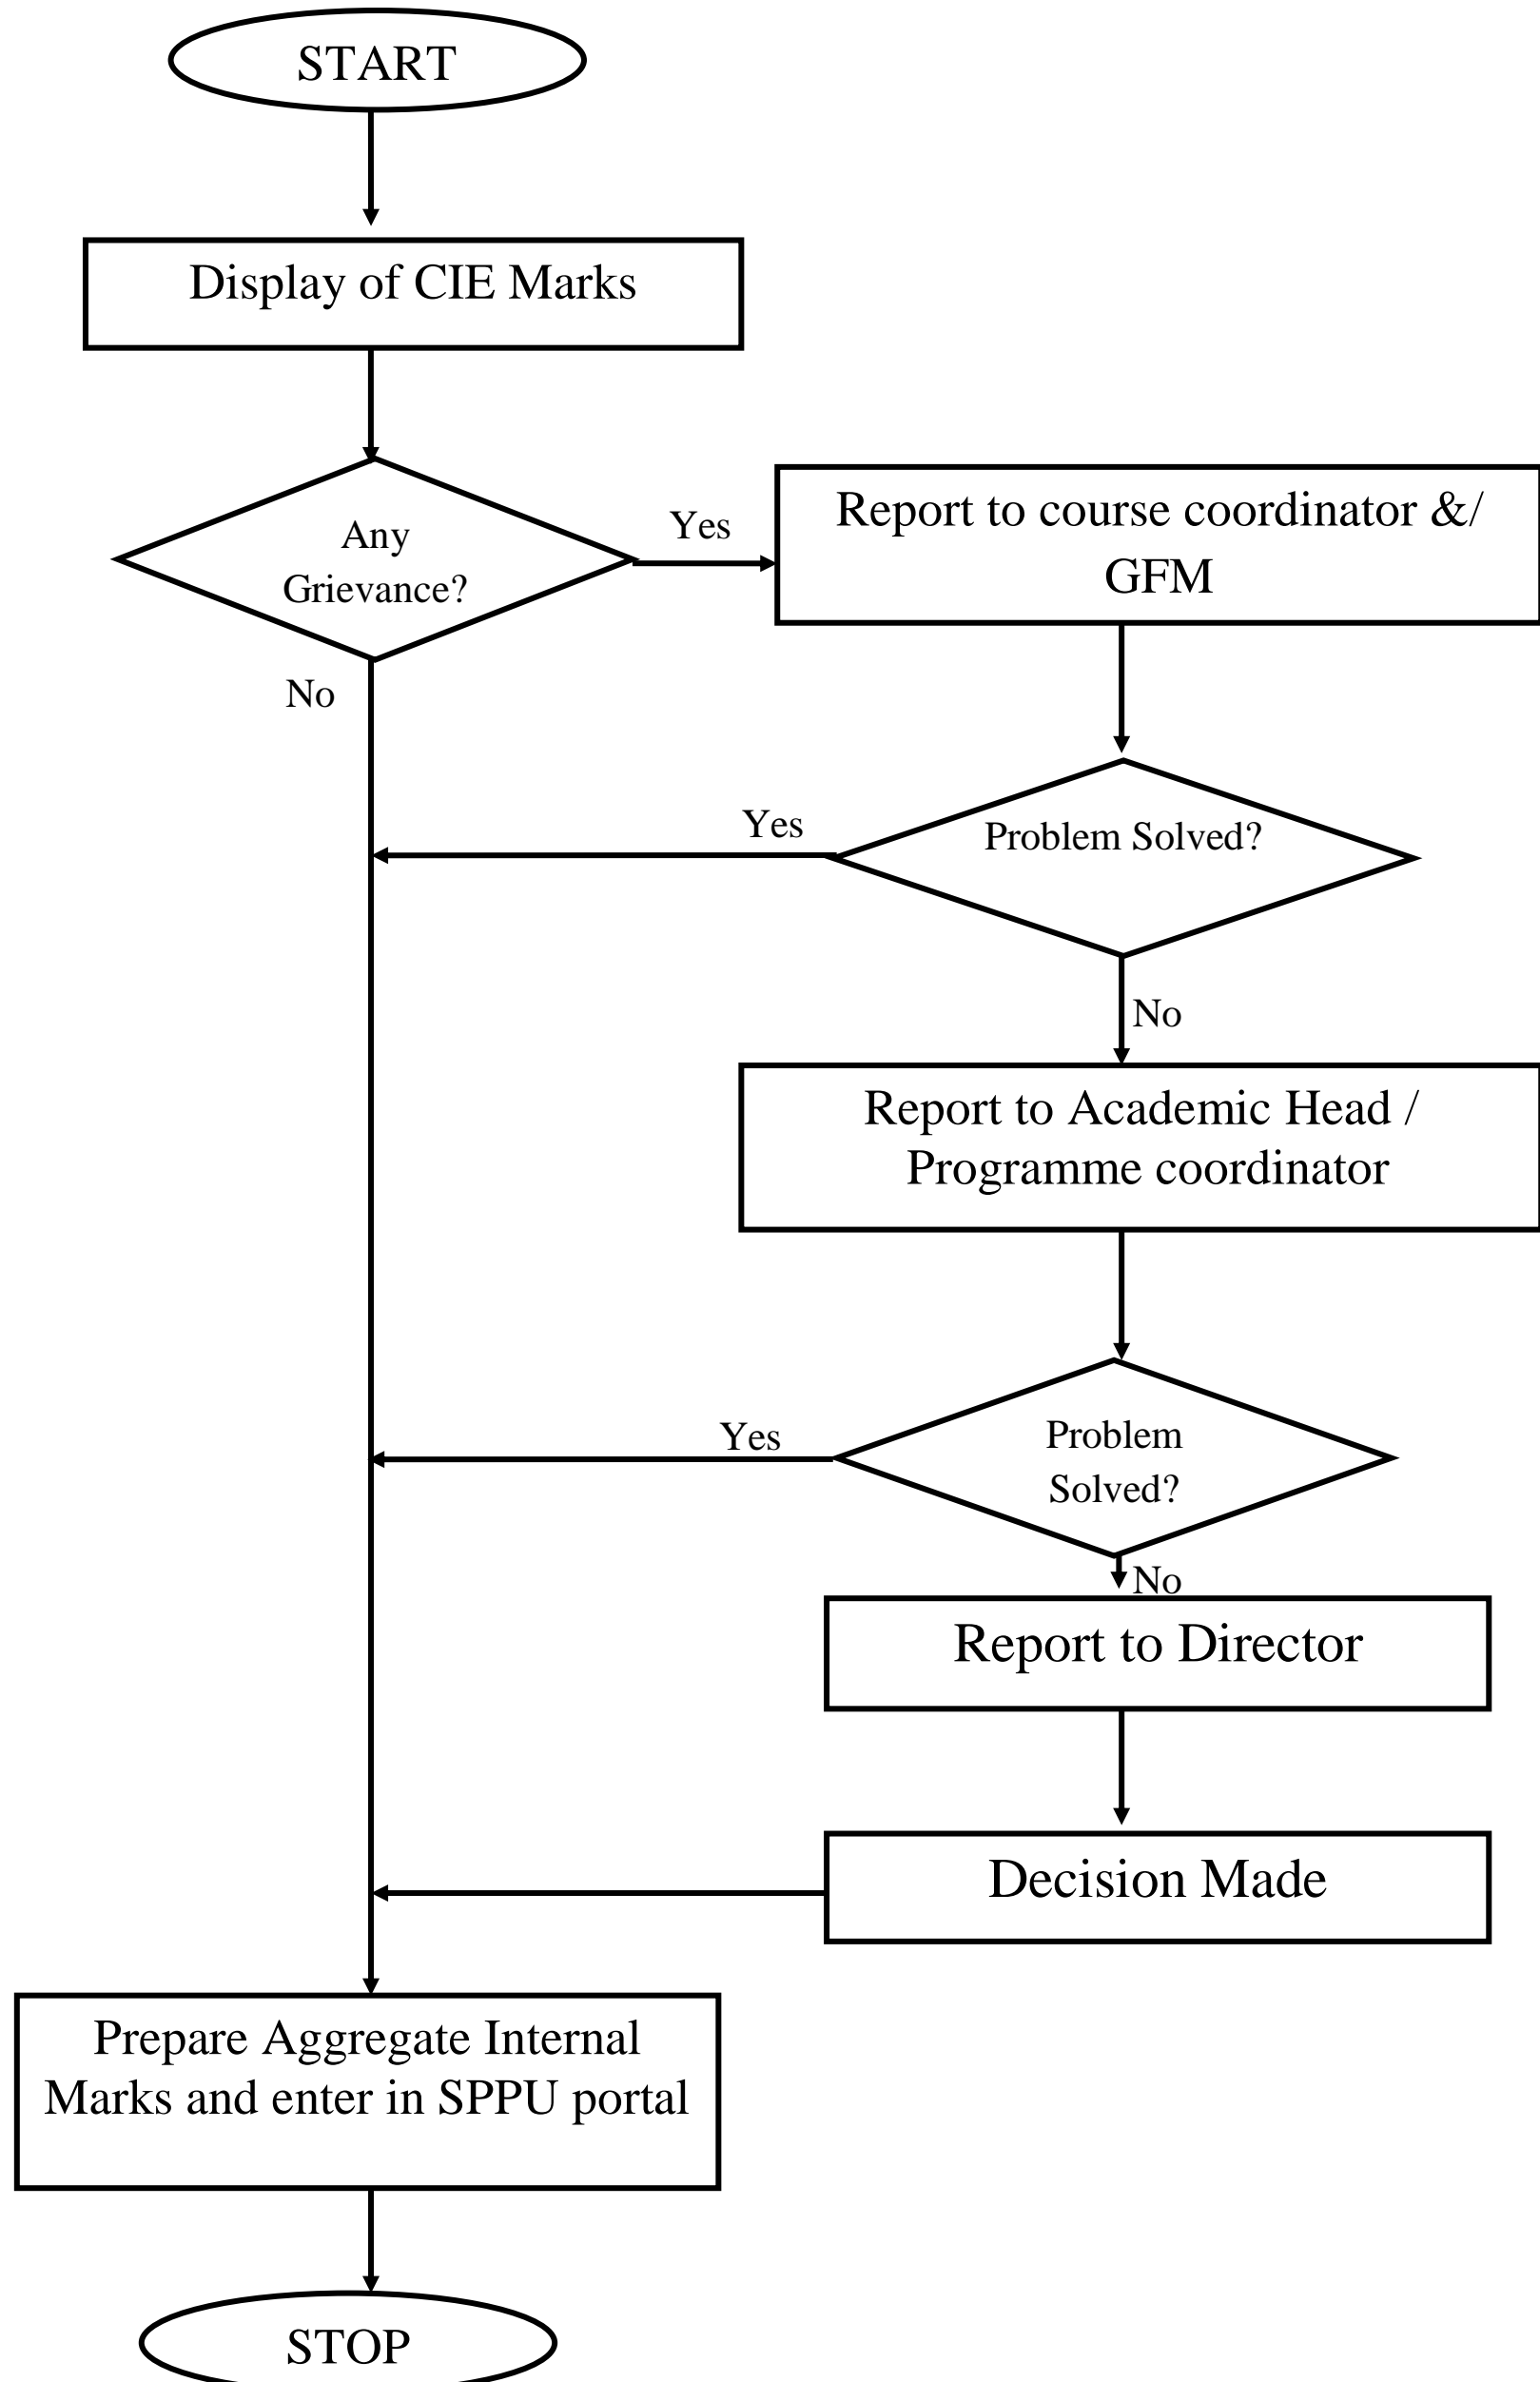 START
Display of CIE Marks
Any
Grievance?
Yes
Report to course coordinator &/
GFM
No
Yes
Problem Solved?
No
Report to Academic Head /
Programme coordinator
Yes
Problem
Solved?
No
Report to Director
Decision Made
Prepare Aggregate Internal
Marks and enter in SPPU portal
STOP